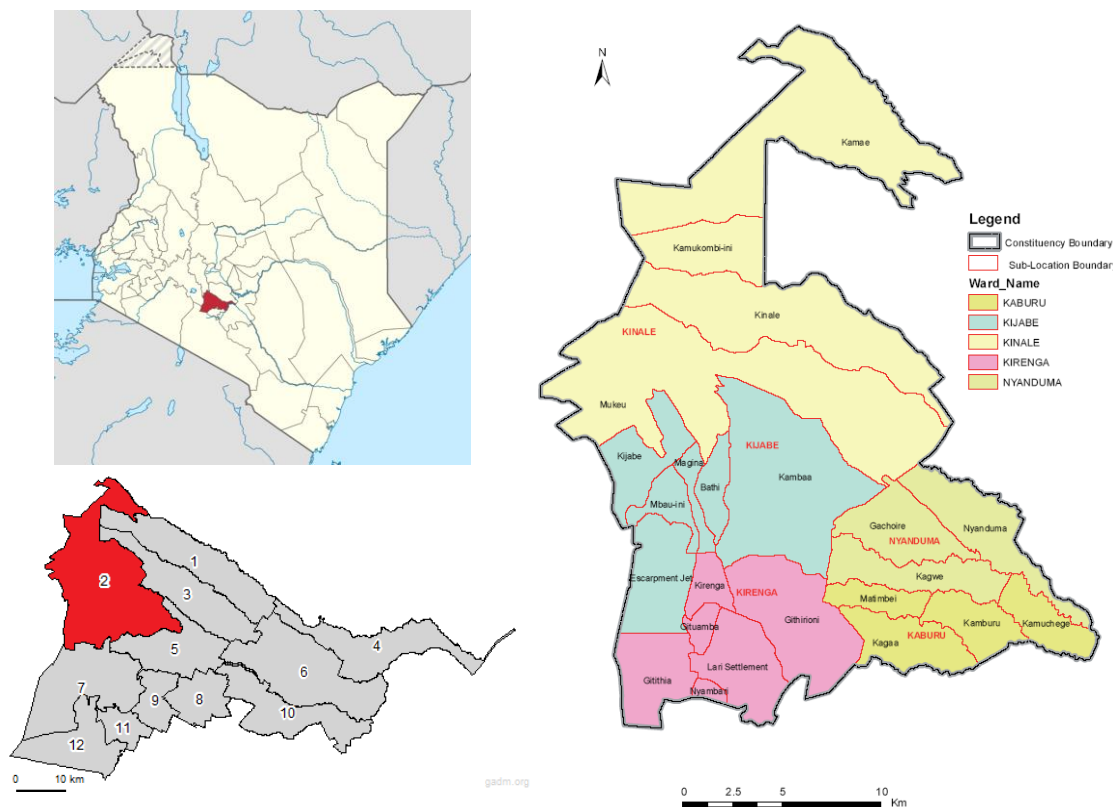 N
Kamae
Kamukombi-ini
Kinale
KINALE
Mukeu
Kijabe
Magina
KIJABE
Bathi
Kambaa
Mbau-ini
Gachoire
Nyanduma
NYANDUMA
Escarpment Jet
Kirenga
KIRENGA
Kagwe
Matimbei
Githirioni
Kamburu
Kamuchege
Gituamba
KABURU
Kagaa
Lari Settlement
Gitithia
Nyambari
0 2.5 5 10
Km
Legend
Constituency Boundary
Sub-Location Boundar
Ward_Name
KABURU
KIJABE
KINALE
KIRENGA
NYANDUMA
1
2
3
4
5
6
7
8
9
10
11
12
0 10 km
gadm.org